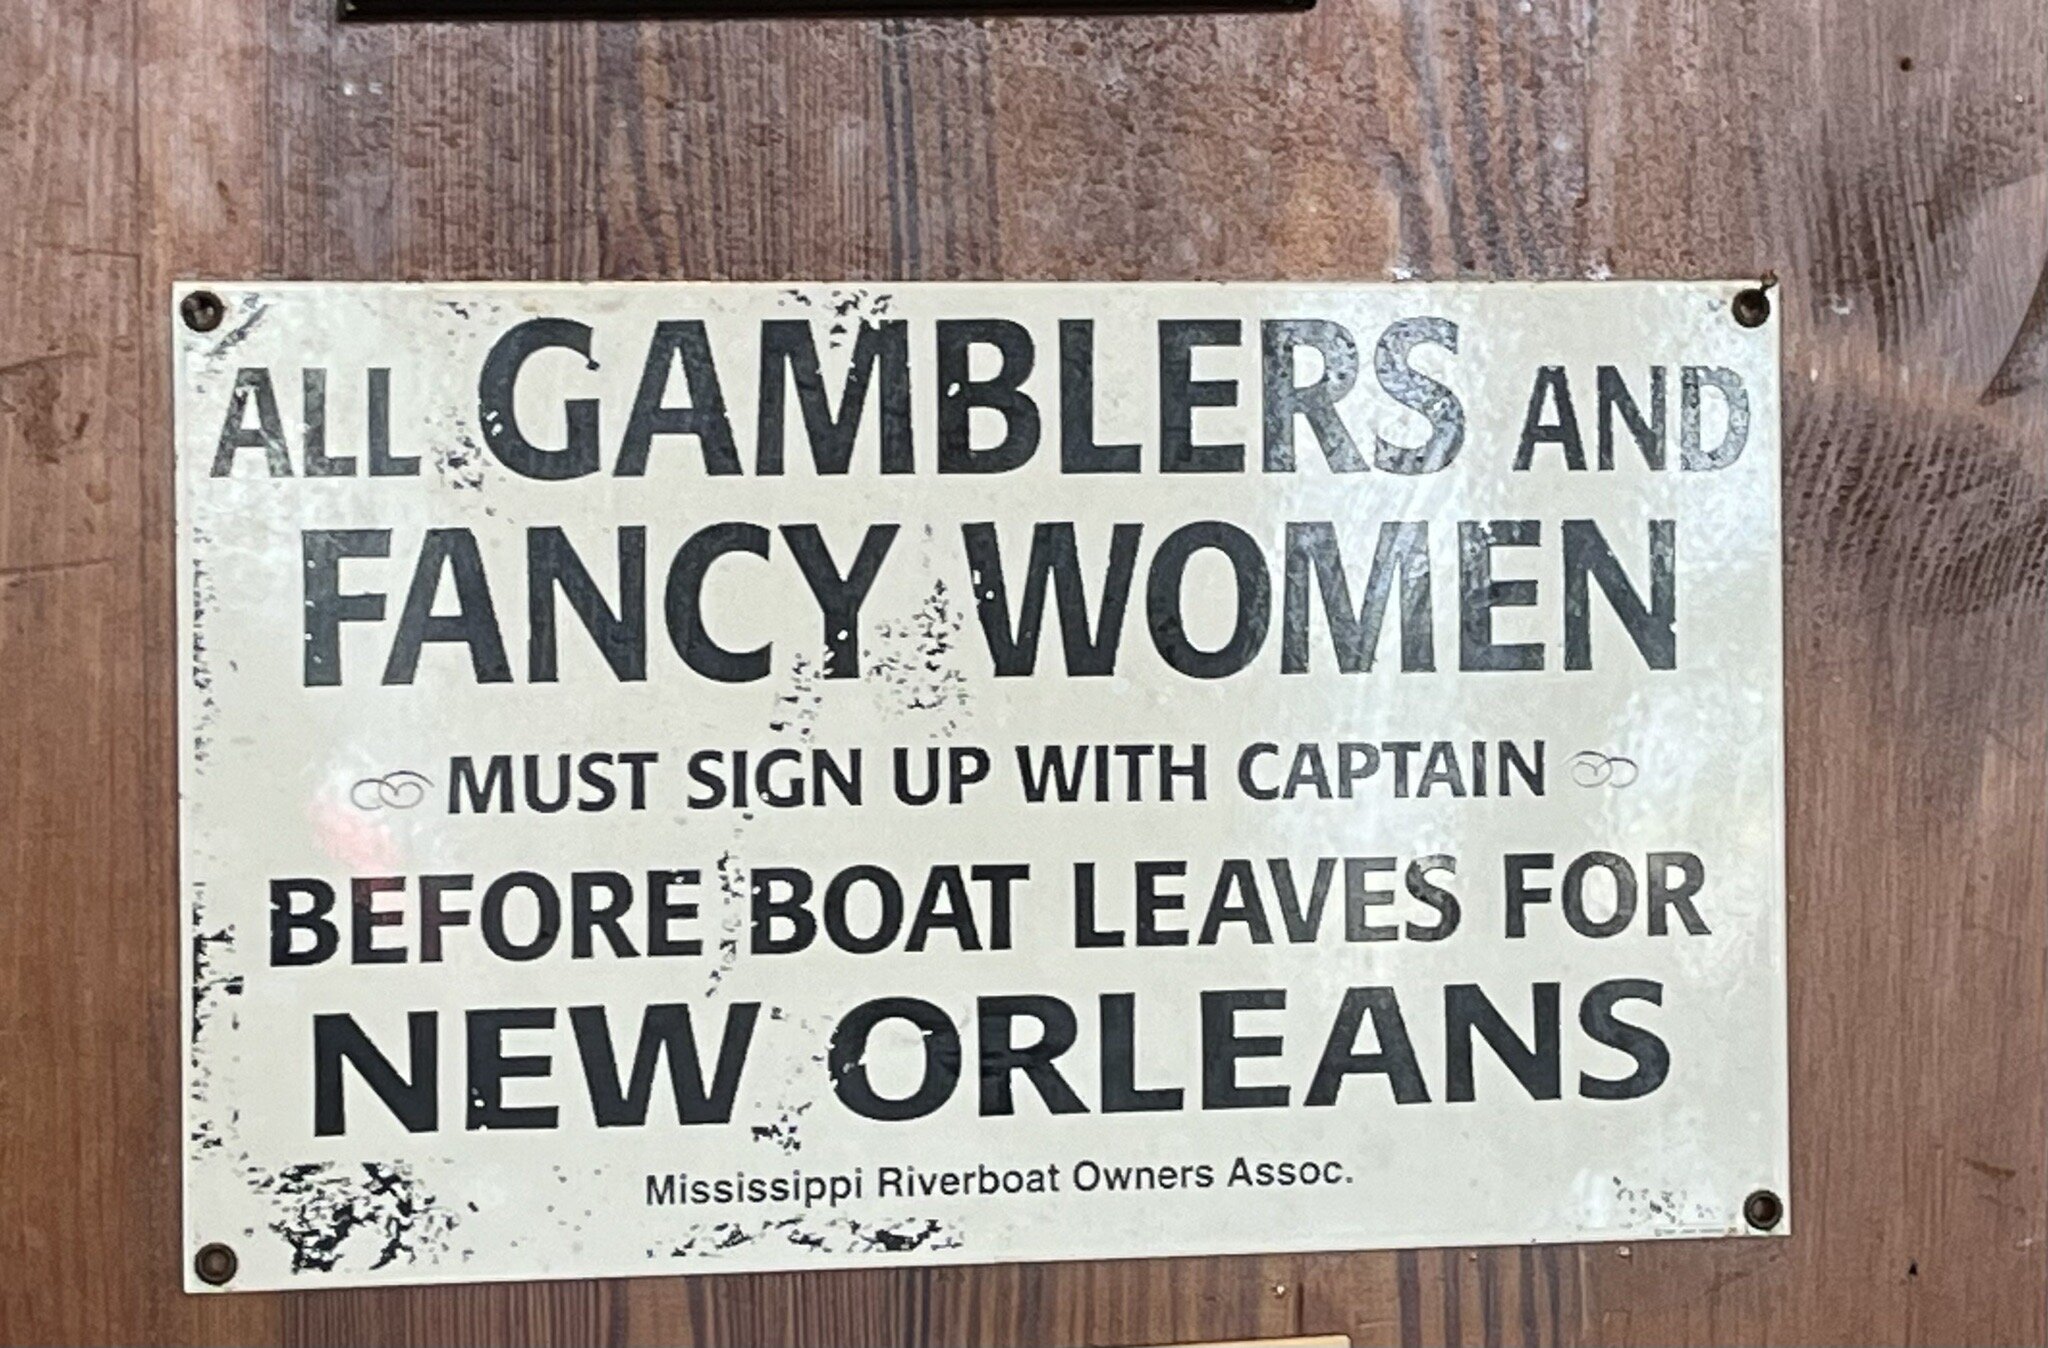 ALL GAMBLERS AND
FANCY WOMEN
MUST SIGN UP WITH CAPTAIN
BEFORE BOAT LEAVES FOR
NEW ORLEANS
Mississippi Riverboat Owners Assoc.